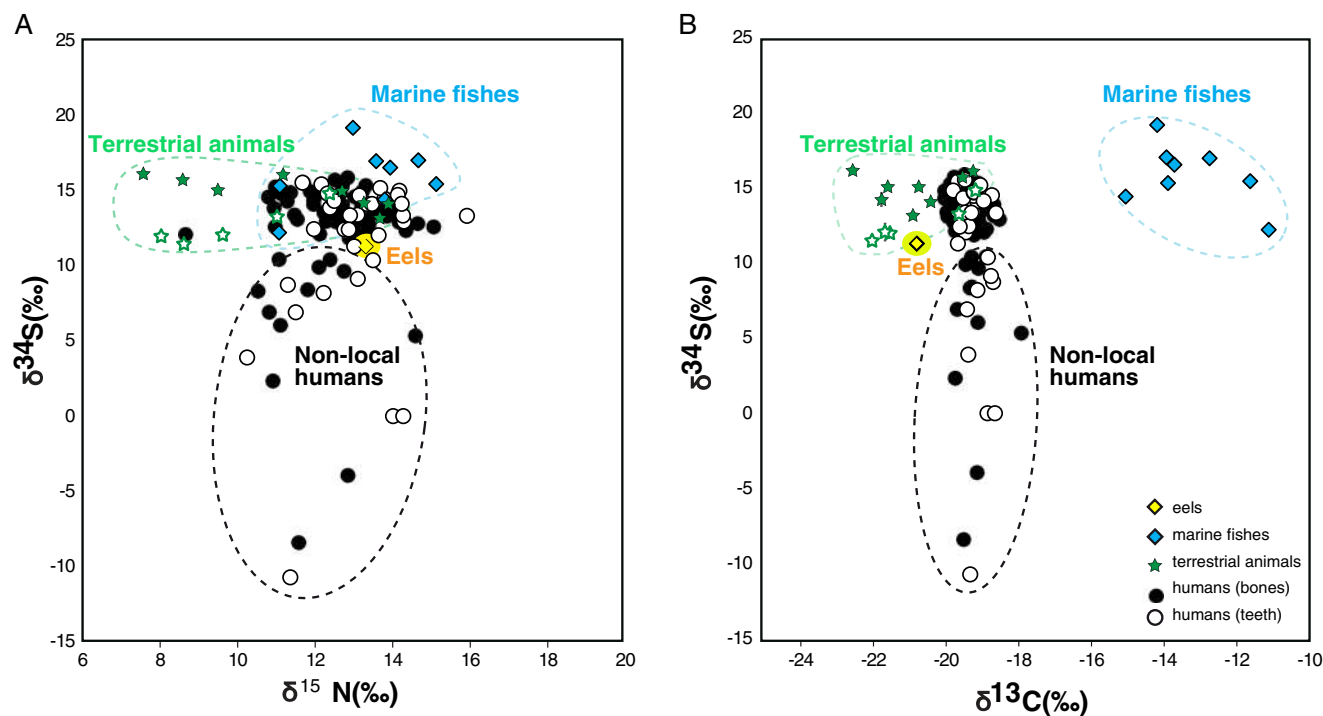 A
25
20
15
10
5
0
-5
-10
-15
δ³⁴S(‰)
Marine fishes
Terrestrial animals
Eels
Non-local
humans
6
8
10
12
14
16
18
20
δ¹⁵ N(‰)
B
25
20
15
10
5
0
-5
-10
-15
δ³⁴S(‰)
Marine fishes
Terrestrial animals
Eels
Non-local
humans
eels
marine fishes
terrestrial animals
humans (bones)
humans (teeth)
-24
-22
-20
-18
-16
-14
-12
-10
δ¹³C(‰)